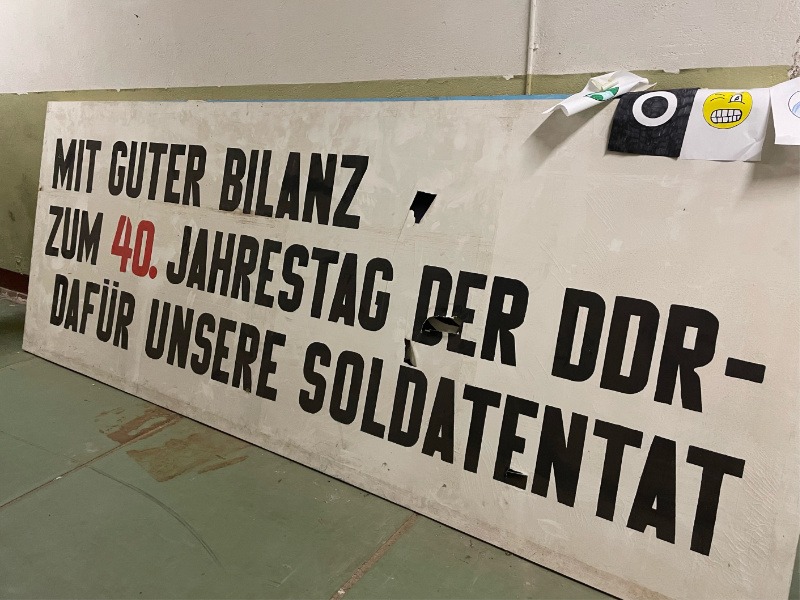 MIT GUTER BILANZ
ZUM 40. JAHRESTAG DER DDR-
DAFÜR UNSERE SOLDATENTAT